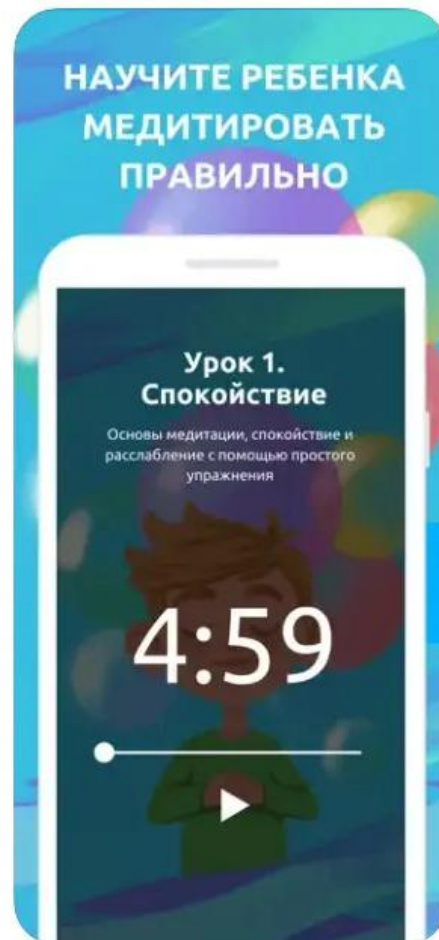 НАУЧИТЕ РЕБЕНКА
МЕДИТИРОВАТЬ
ПРАВИЛЬНО
Урок 1.
Спокойствие
Основы медитации, спокойствие и
расслабление с помощью простого
упражнения
4:59